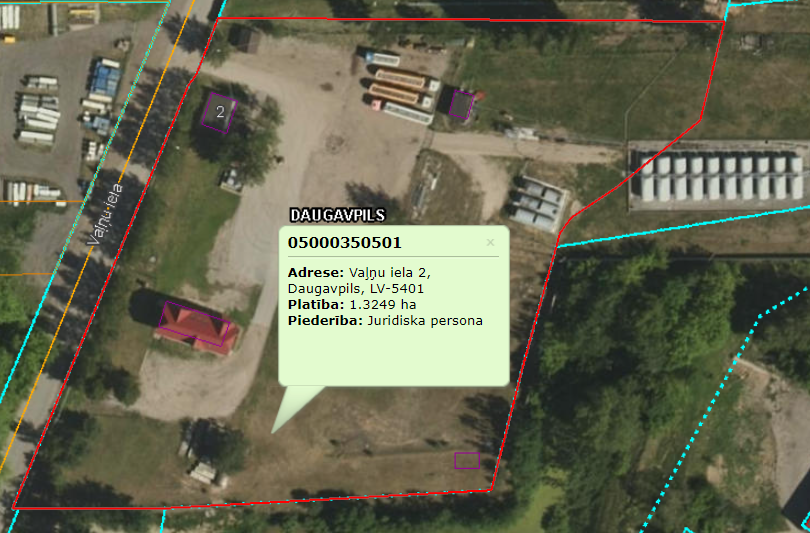 2
Vaļņu iela
DAUGAVPILS
05000350501 ×
Adrese: Vaļņu iela 2,
Daugavpils, LV-5401
Platība: 1.3249 ha
Piederība: Juridiska persona